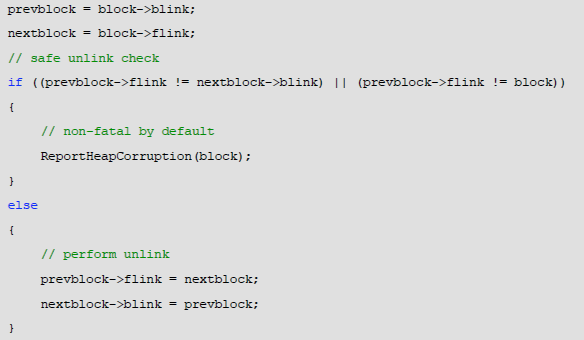 prevblock = block->blink;
nextblock = block->flink;
// safe unlink check
if ((prevblock->flink != nextblock->blink) || (prevblock->flink != block))
{
// non-fatal by default
ReportHeapCorruption(block);
}
else
{
// perform unlink
prevblock->flink = nextblock;
nextblock->blink = prevblock;
}